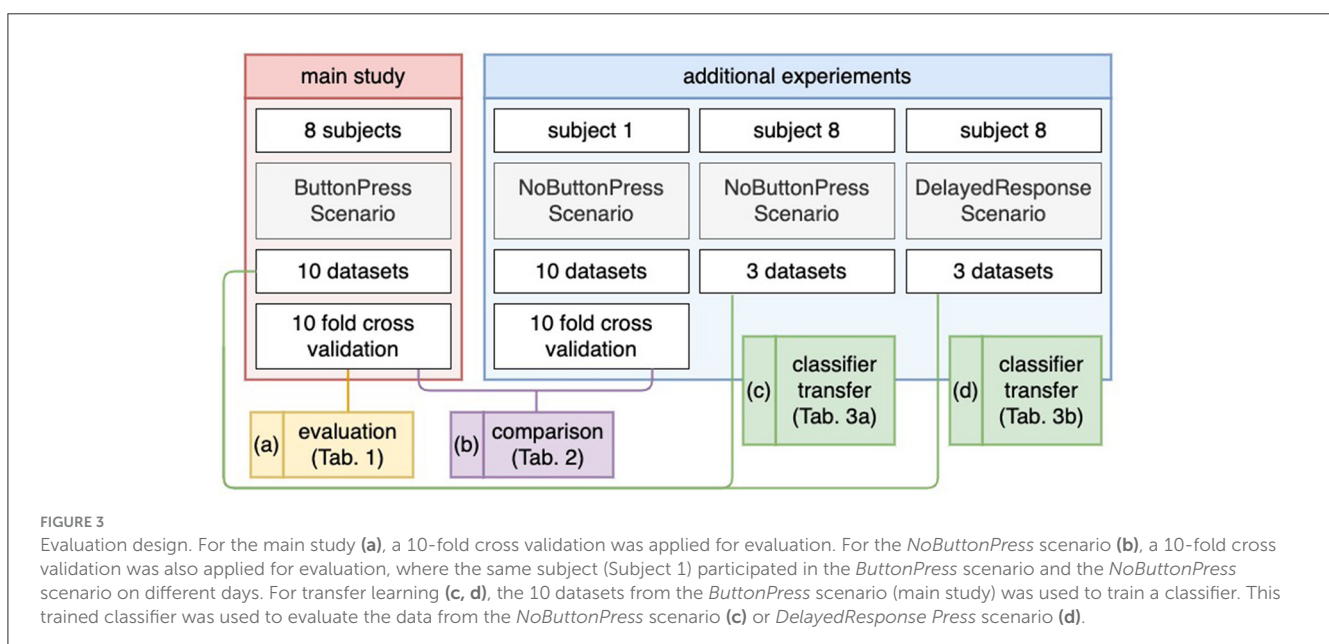 main study
additional experiements
8 subjects
subject 1
subject 8
subject 8
ButtonPress
Scenario
NoButtonPress
Scenario
NoButtonPress
Scenario
DelayedResponse
Scenario
10 datasets
10 datasets
3 datasets
3 datasets
10 fold cross
validation
10 fold cross
validation
(a)
evaluation
(Tab. 1)
(b)
comparison
(Tab. 2)
(c)
classifier
transfer
(Tab. 3a)
(d)
classifier
transfer
(Tab. 3b)
FIGURE 3
Evaluation design. For the main study (a), a 10-fold cross validation was applied for evaluation. For the NoButtonPress scenario (b), a 10-fold cross
validation was also applied for evaluation, where the same subject (Subject 1) participated in the ButtonPress scenario and the NoButtonPress
scenario on different days. For transfer learning (c, d), the 10 datasets from the ButtonPress scenario (main study) was used to train a classifier. This
trained classifier was used to evaluate the data from the NoButtonPress scenario (c) or DelayedResponse Press scenario (d).